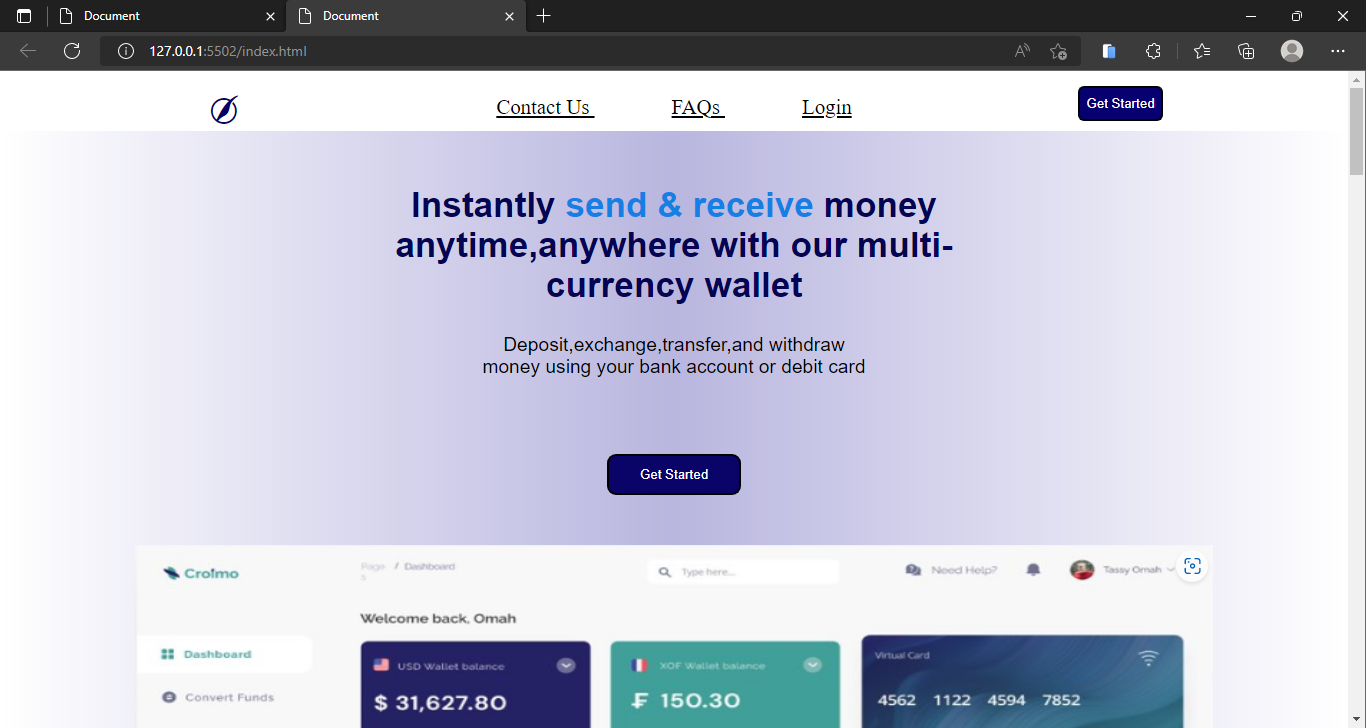 Document
Document
127.0.0.1:5502/index.html
Contact Us
FAQs
Login
Get Started
Instantly send & receive money
anytime,anywhere with our multi-
currency wallet
Deposit,exchange,transfer,and withdraw
money using your bank account or debit card
Get Started
Croimo
Page / Dashboard
s
Type here...
Need Help?
Tassy Omah
Welcome back, Omah
Dashboard
Convert Funds
USD Wallet balance
$ 31,627.80
XOF Wallet balance
₣ 150.30
Virtual Card
4562 1122 4594 7852